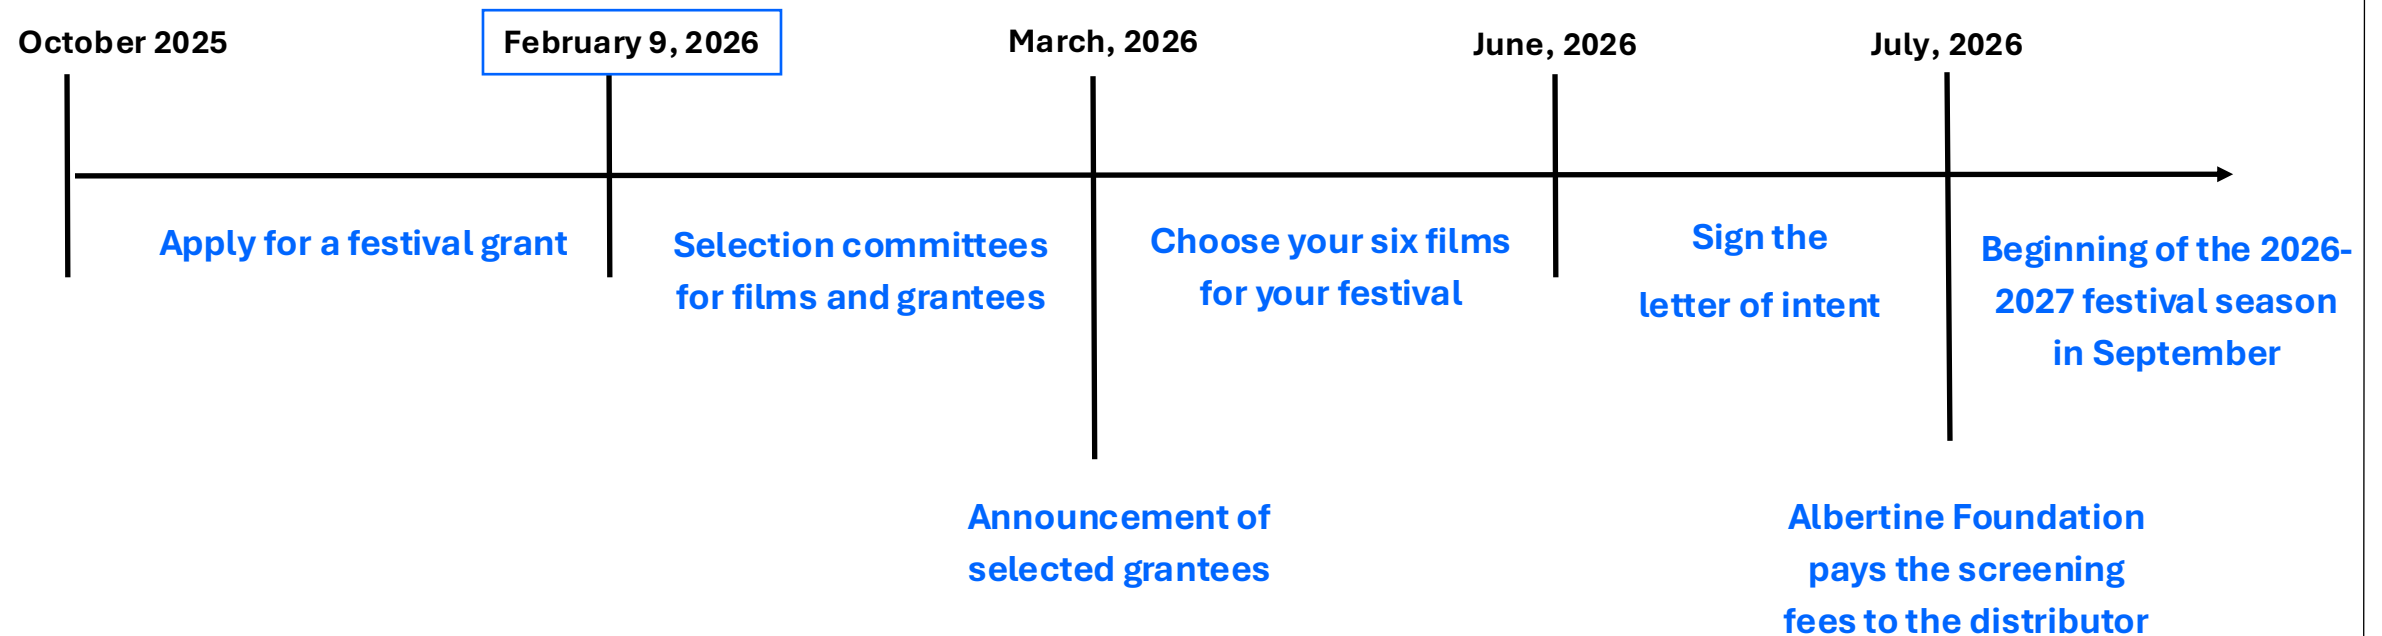 October 2025
February 9, 2026
March, 2026
June, 2026
July, 2026
Apply for a festival grant
Selection committees
for films and grantees
Choose your six films
for your festival
Sign the
letter of intent
Beginning of the 2026-
2027 festival season
in September
Announcement of
selected grantees
Albertine Foundation
pays the screening
fees to the distributor